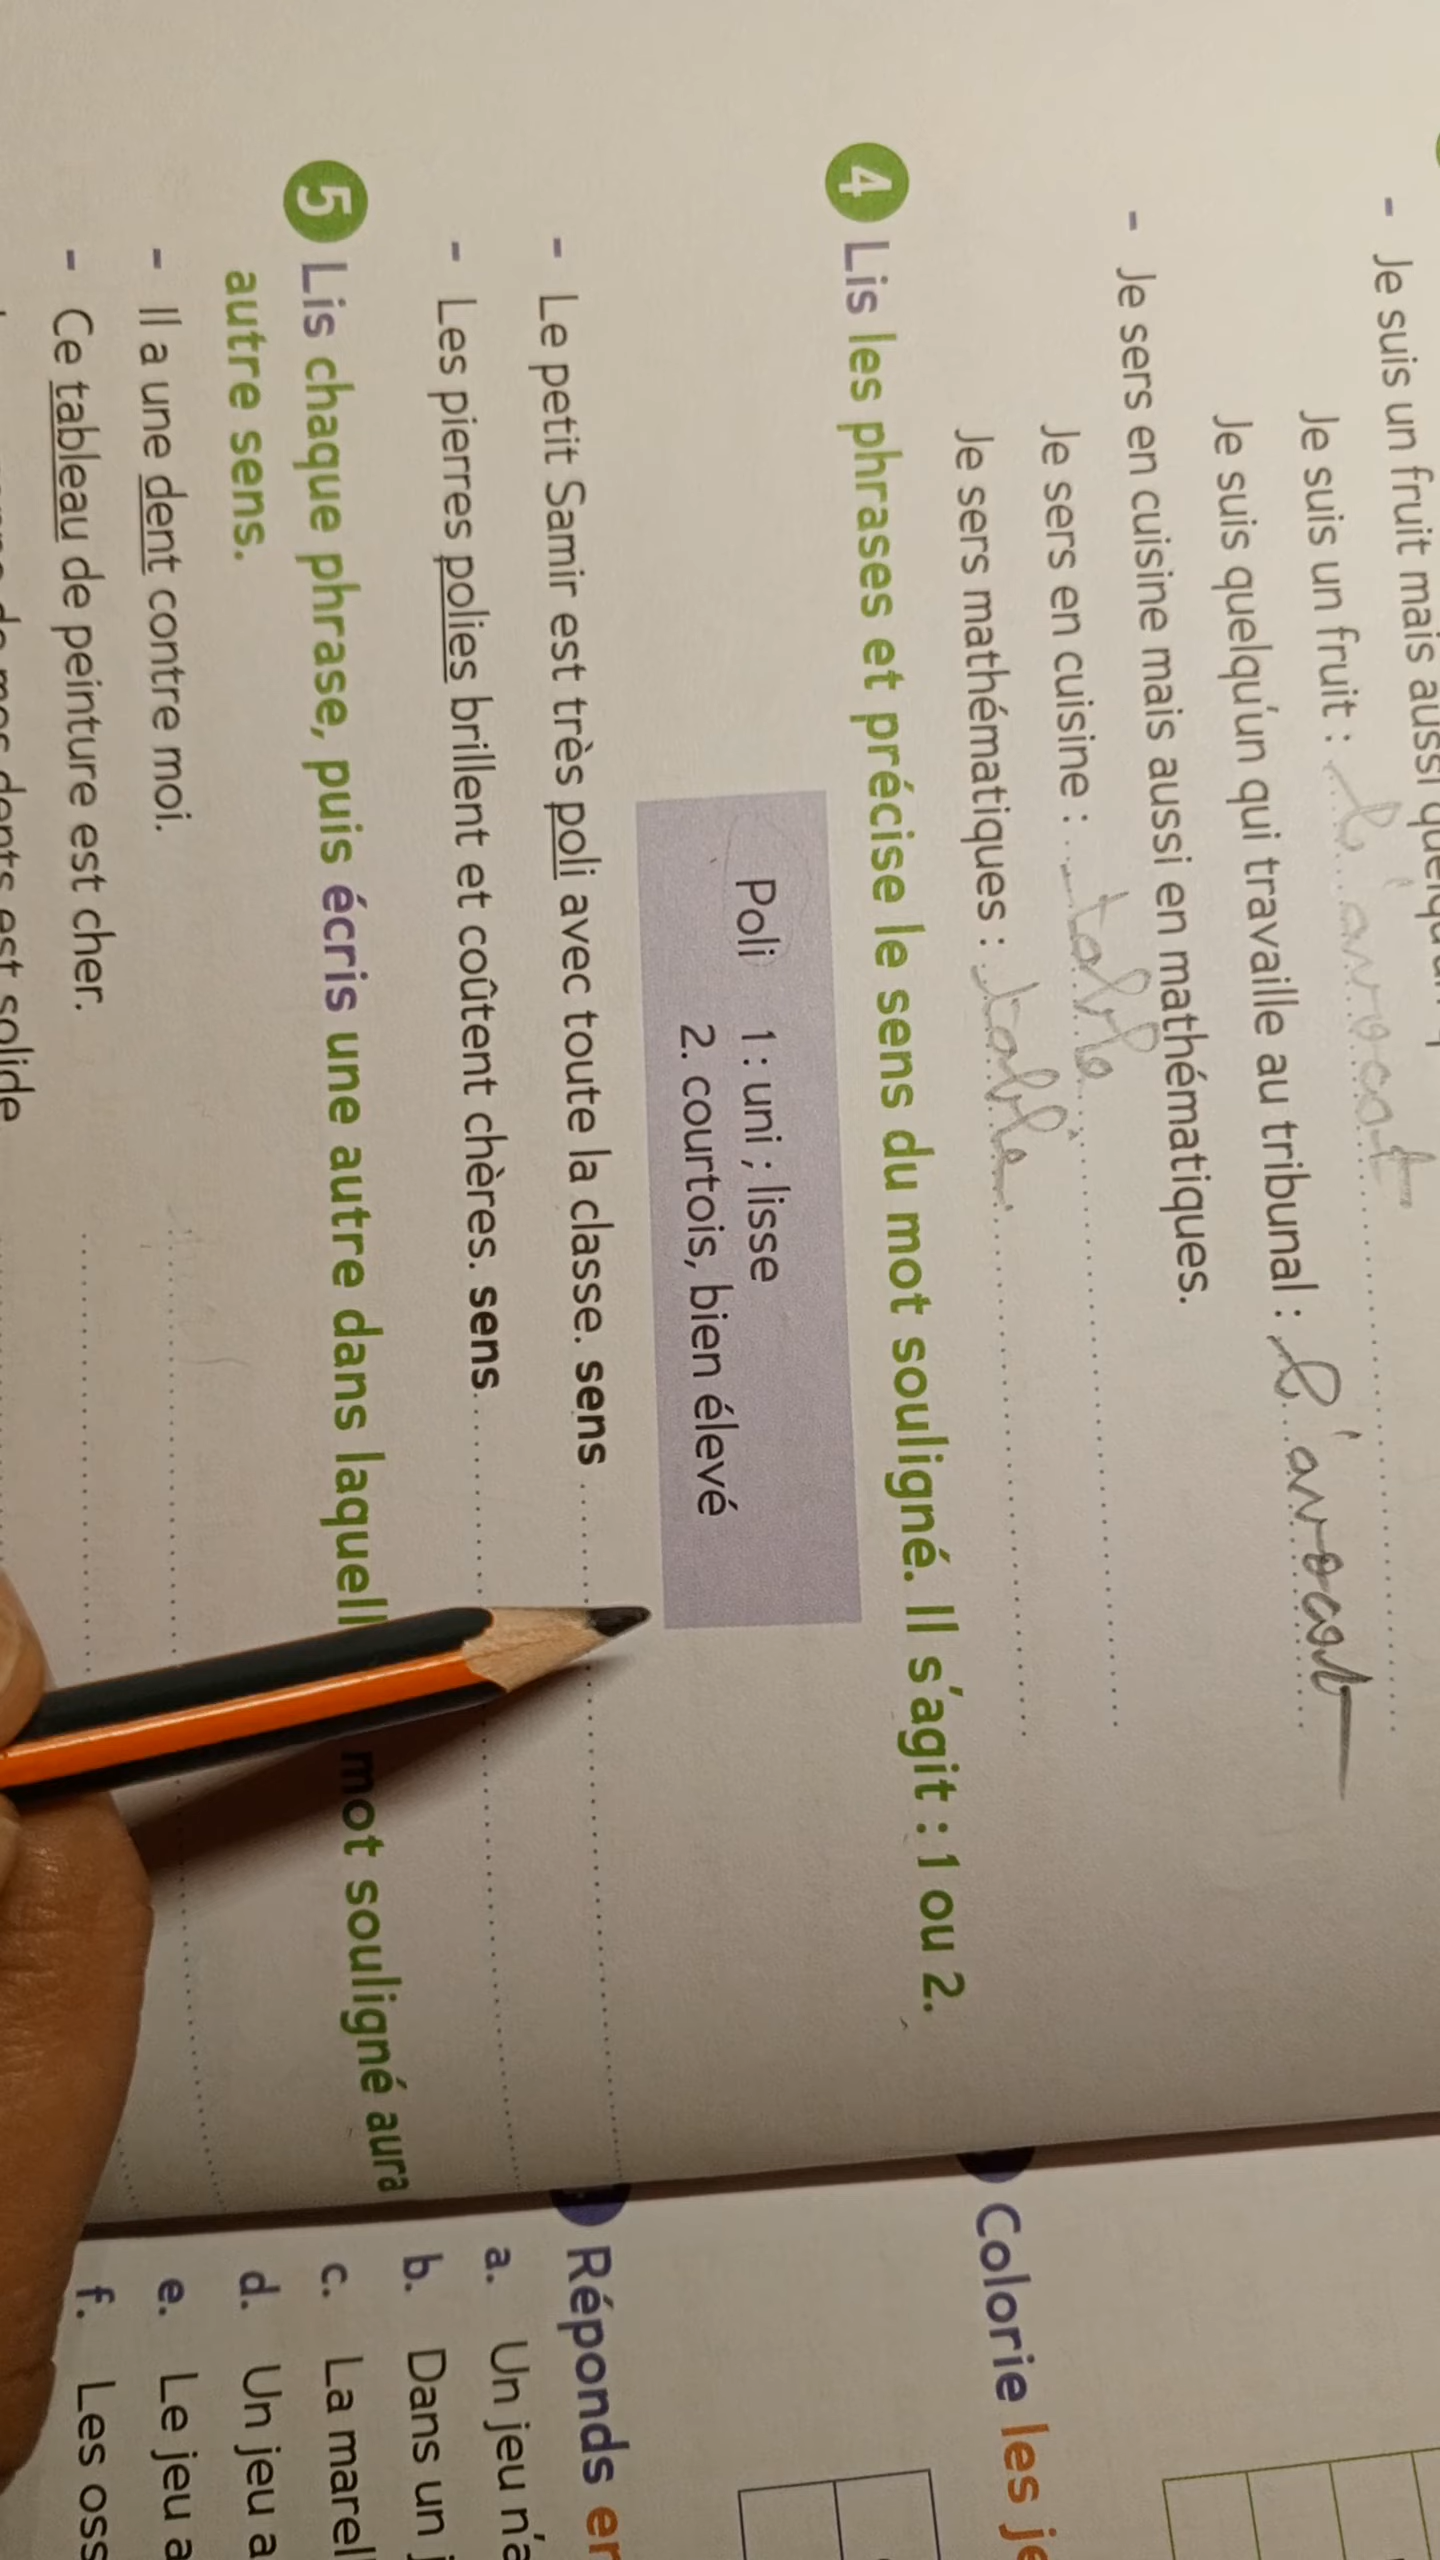 - Je suis un fruit mais aussi
Je suis un fruit : l'avocat
Je suis quelqu'un qui travaille au tribunal : l'avocat
- Je sers en cuisine mais aussi en mathématiques.
Je sers en cuisine : table
Je sers mathématiques : table
4 Lis les phrases et précise le sens du mot souligné. Il s'agit : 1 ou 2.
Poli 1 : uni ; lisse
2. courtois, bien élevé
- Le petit Samir est très poli avec toute la classe. sens
- Les pierres polies brillent et coûtent chères. sens
5 Lis chaque phrase, puis écris une autre dans laquell mot souligné aura
autre sens.
- Il a une dent contre moi.
- Ce tableau de peinture est cher.
de mes dents est solide
Colorie les je
Réponds en
a. Un jeu n'a
b. Dans un j
c. La marel
d. Un jeu a
e. Le jeu a
f. Les oss